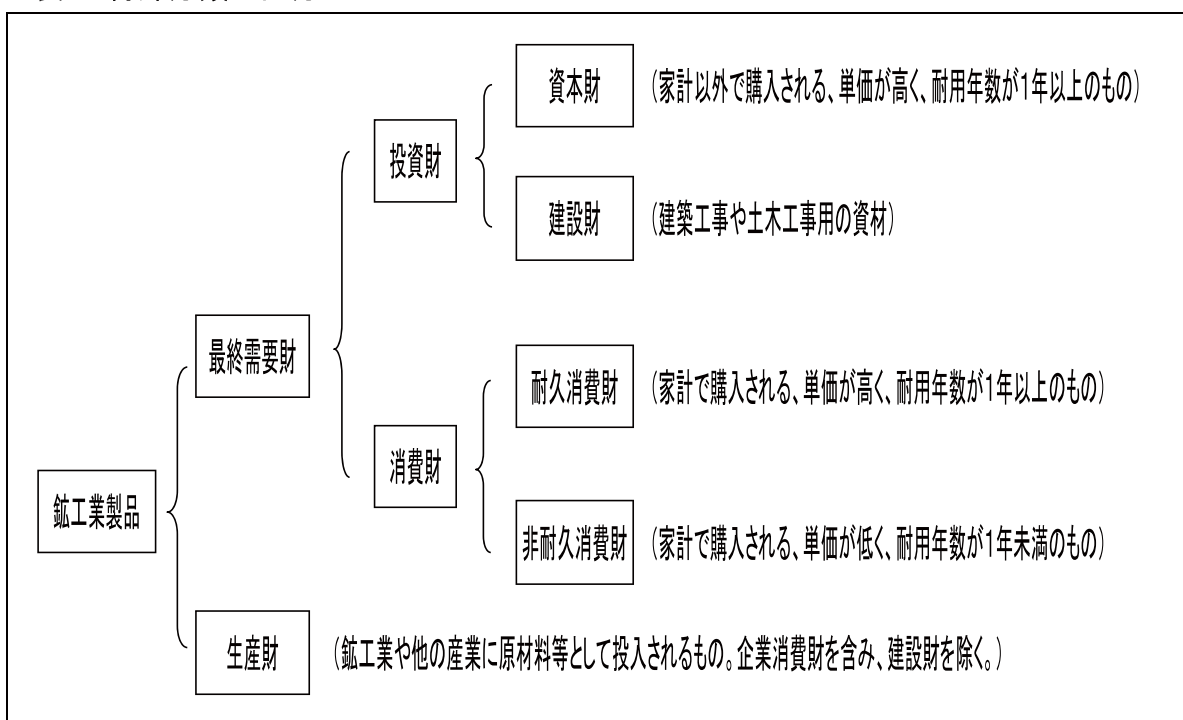 資本財 (家計以外で購入される、単価が高く、耐用年数が1年以上のもの)
投資財
建設財 (建築工事や土木工事用の資材)
最終需要財
耐久消費財 (家計で購入される、単価が高く、耐用年数が1年以上のもの)
消費財
鉱工業製品
非耐久消費財 (家計で購入される、単価が低く、耐用年数が1年未満のもの)
生産財 (鉱工業や他の産業に原材料等として投入されるもの。企業消費財を含み、建設財を除く。)